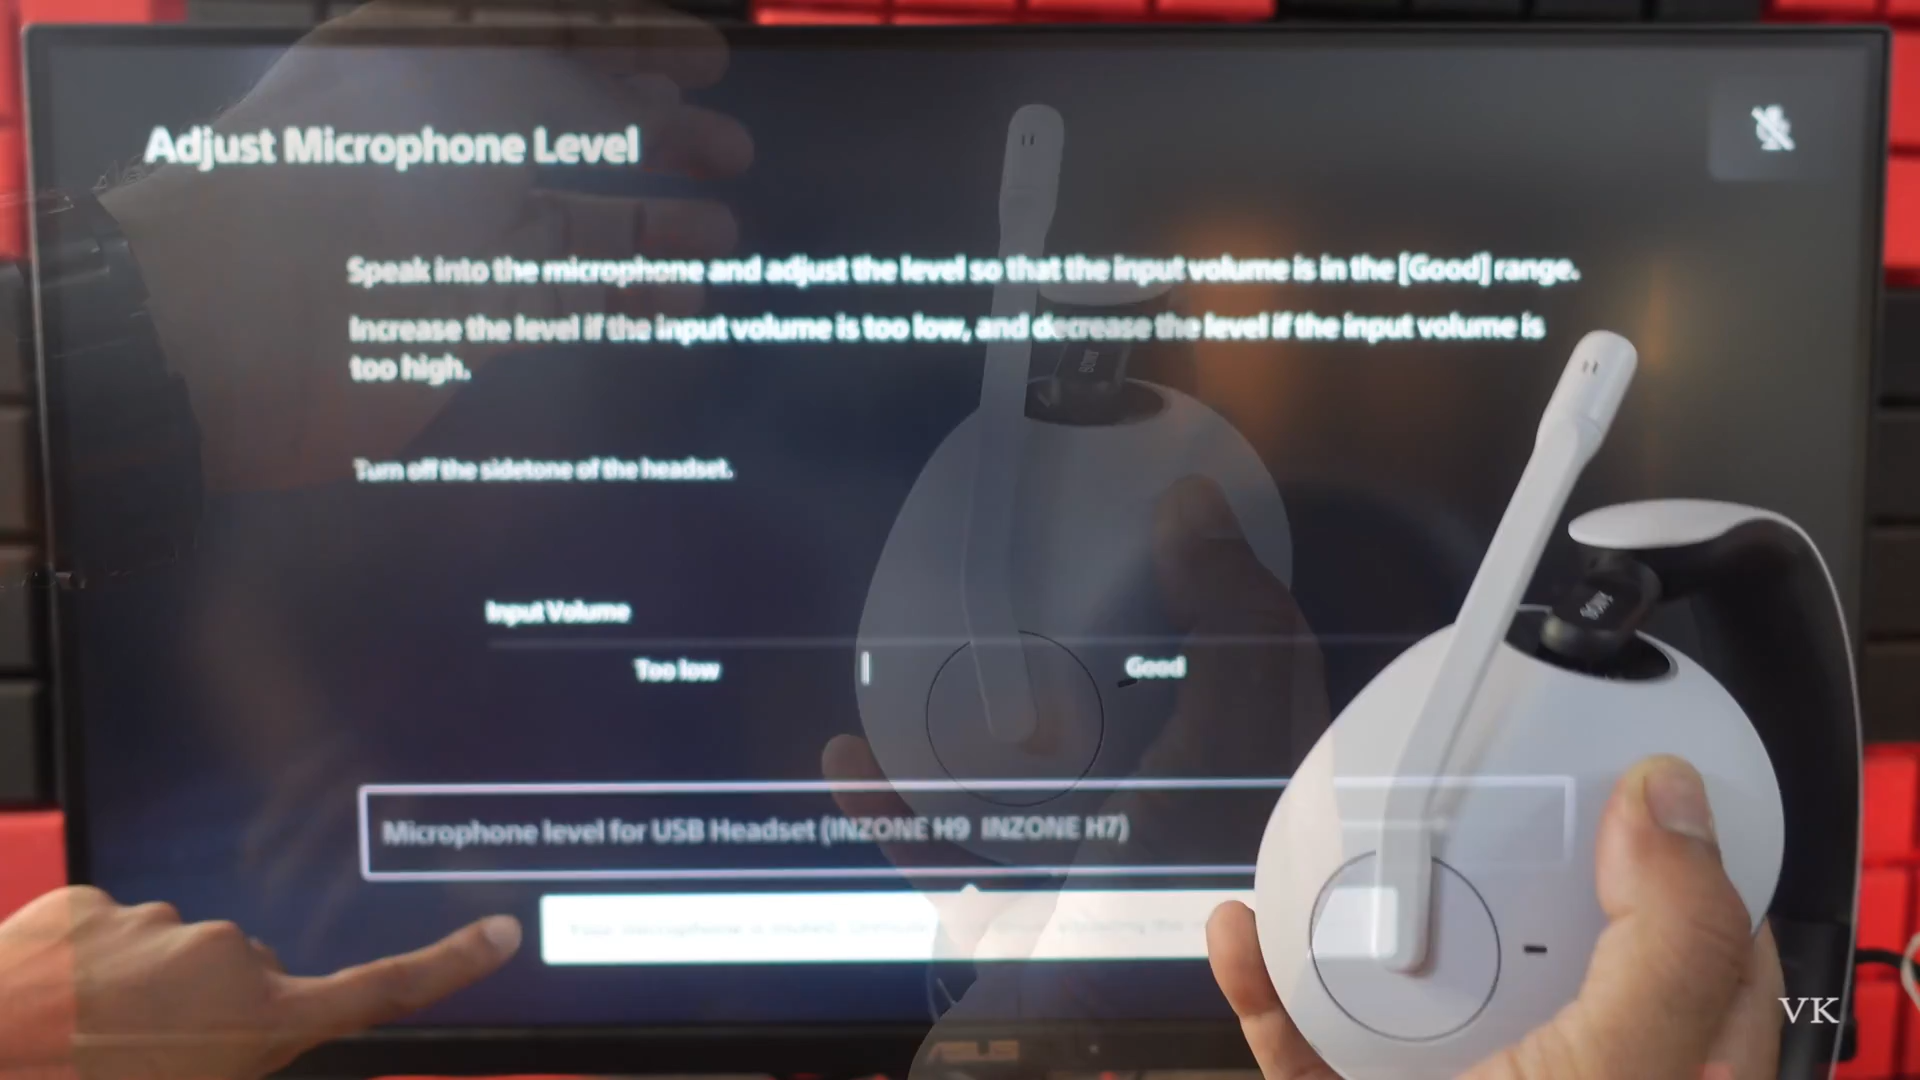 Adjust Microphone Level
Speak into the microphone and adjust the level so that the input volume is in the [Good] range.
Increase the level if the input volume is too low, and decrease the level if the input volume is
too high.
SONY
Turn off the sidetone of the headset.
SONY
Input Volume
Too low
Good
Microphone level for USB Headset (INZONE H9 INZONE H7)
VK
ASUS